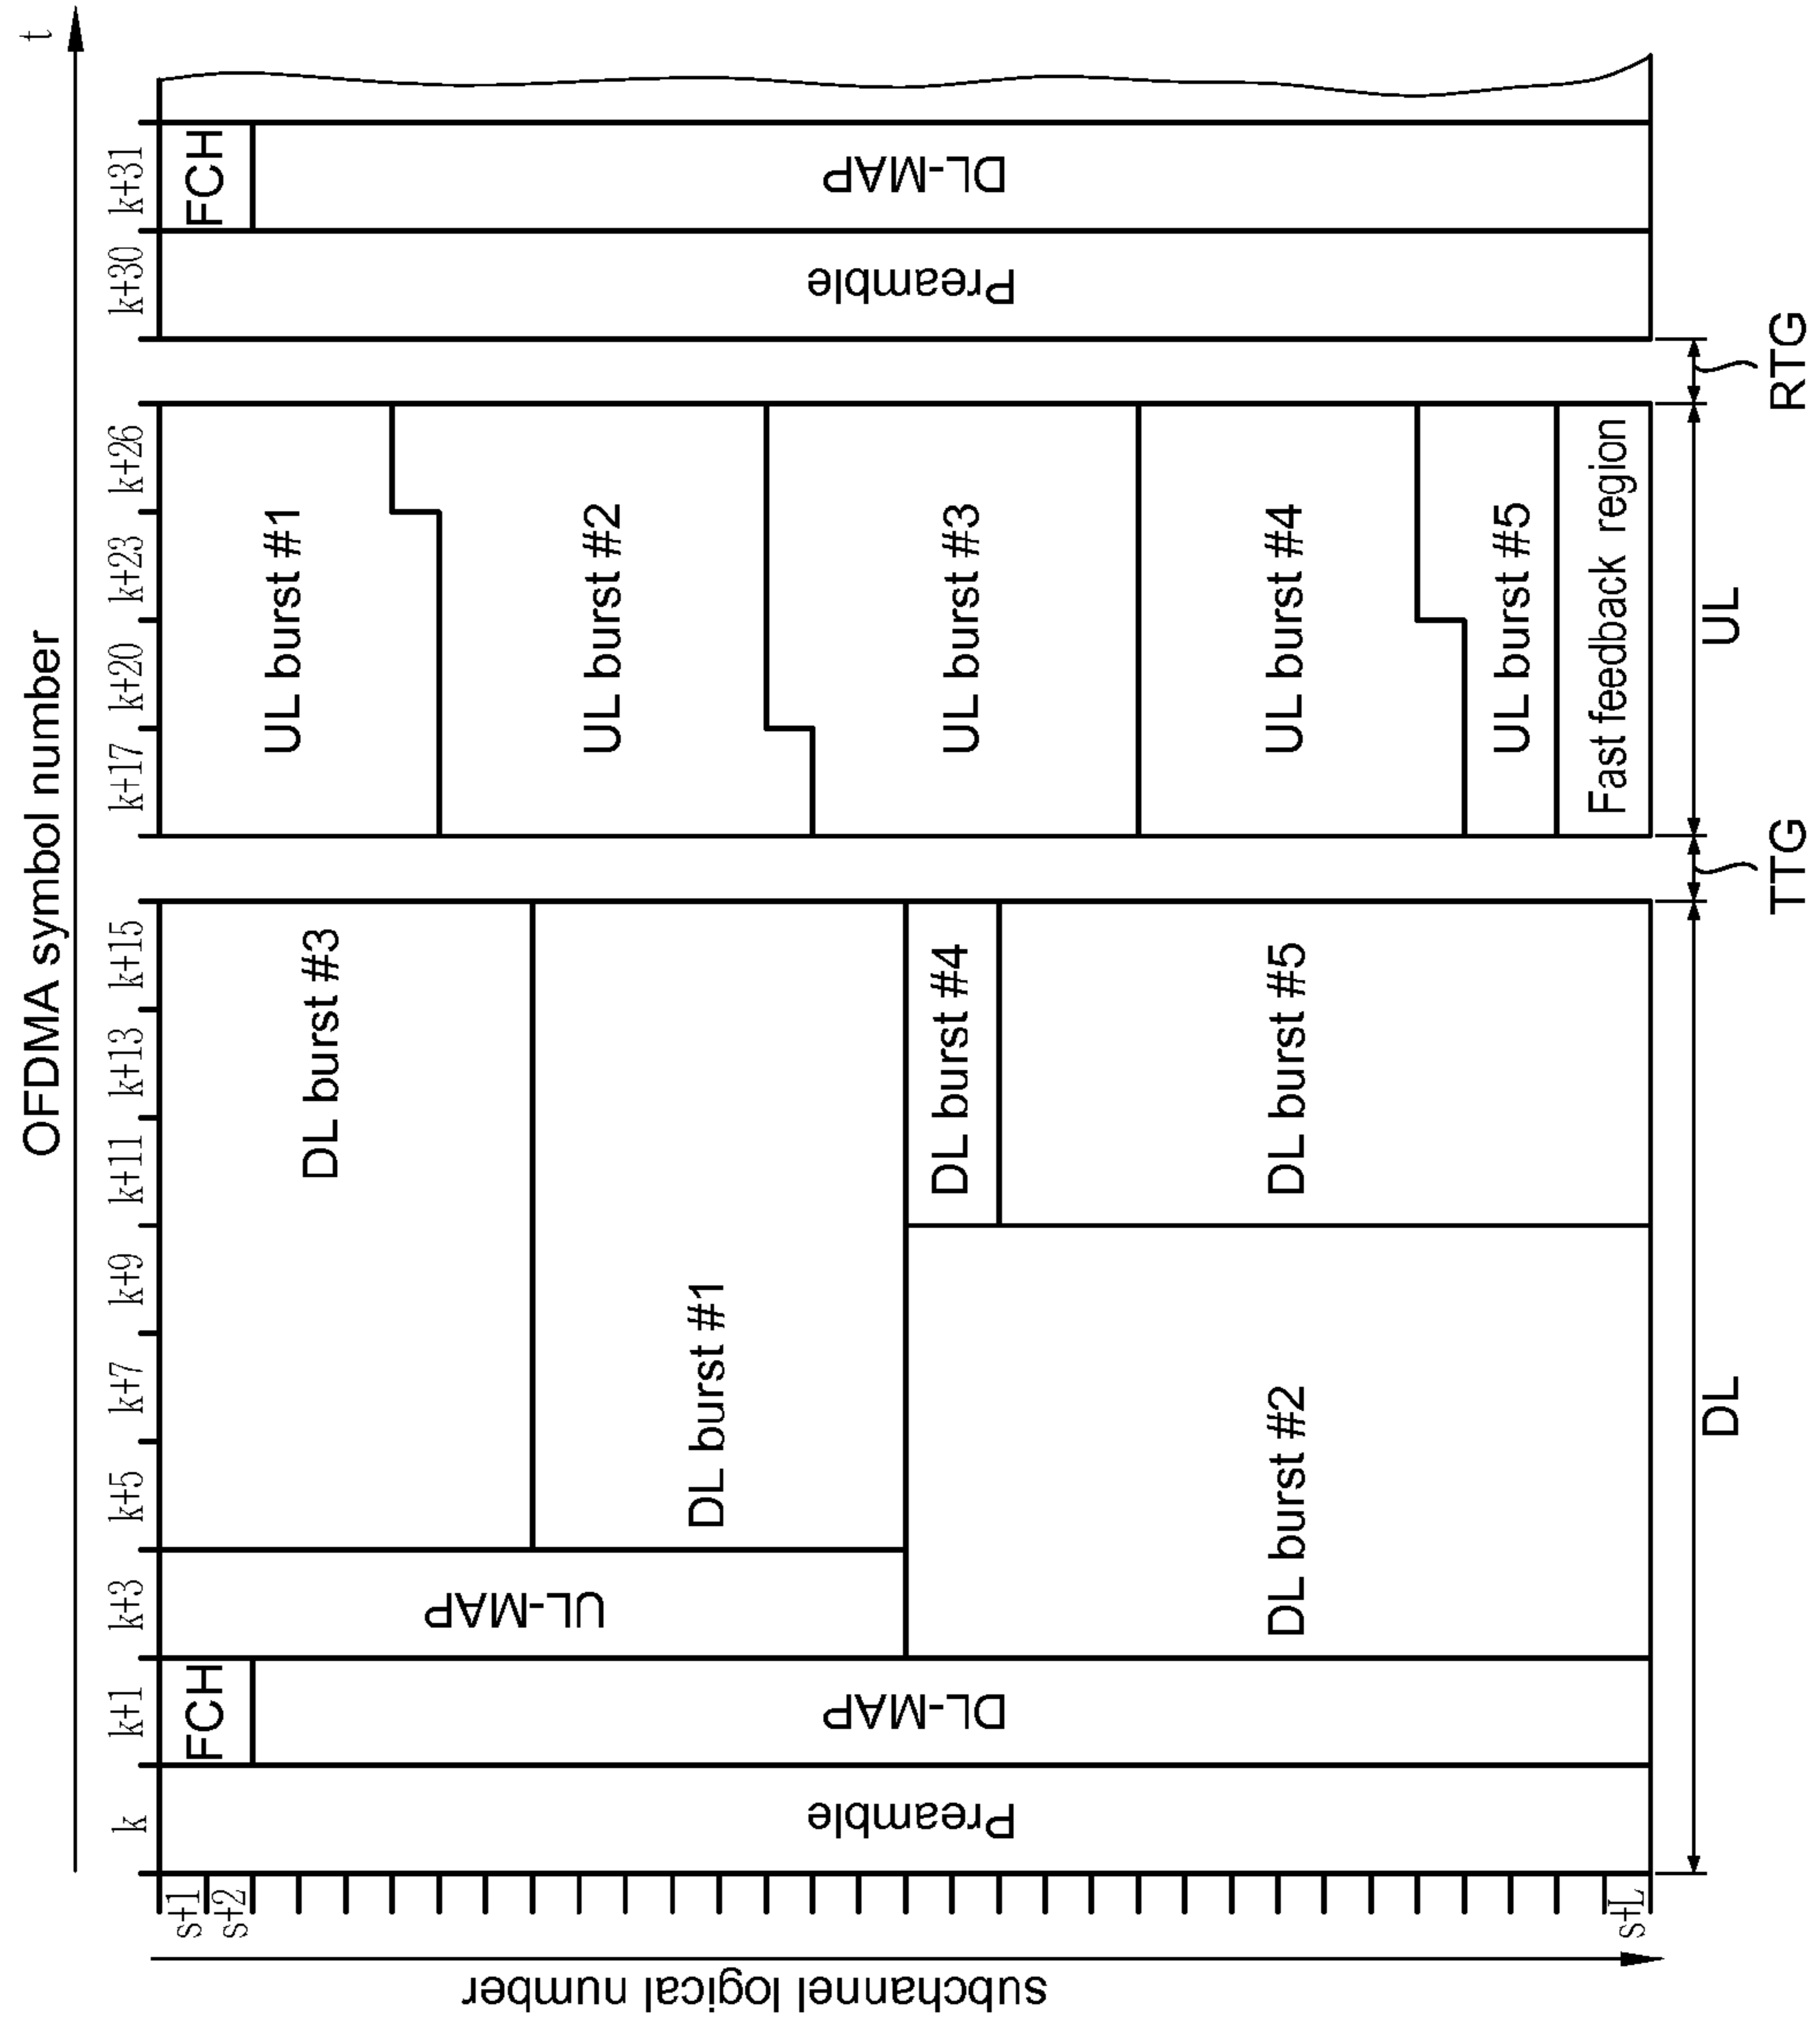 OFDMA symbol number
t
k
k+1
k+3
k+5
k+7
k+9
k+11
k+13
k+15
k+17
k+20
k+23
k+26
k+30
k+31
subchannel logical number
s+1
s+2
s+L
Preamble
FCH
DL-MAP
UL-MAP
DL burst #3
DL burst #1
DL burst #2
DL burst #4
DL burst #5
UL burst #1
UL burst #2
UL burst #3
UL burst #4
UL burst #5
Fast feedback region
Preamble
FCH
DL-MAP
DL
TTG
UL
RTG